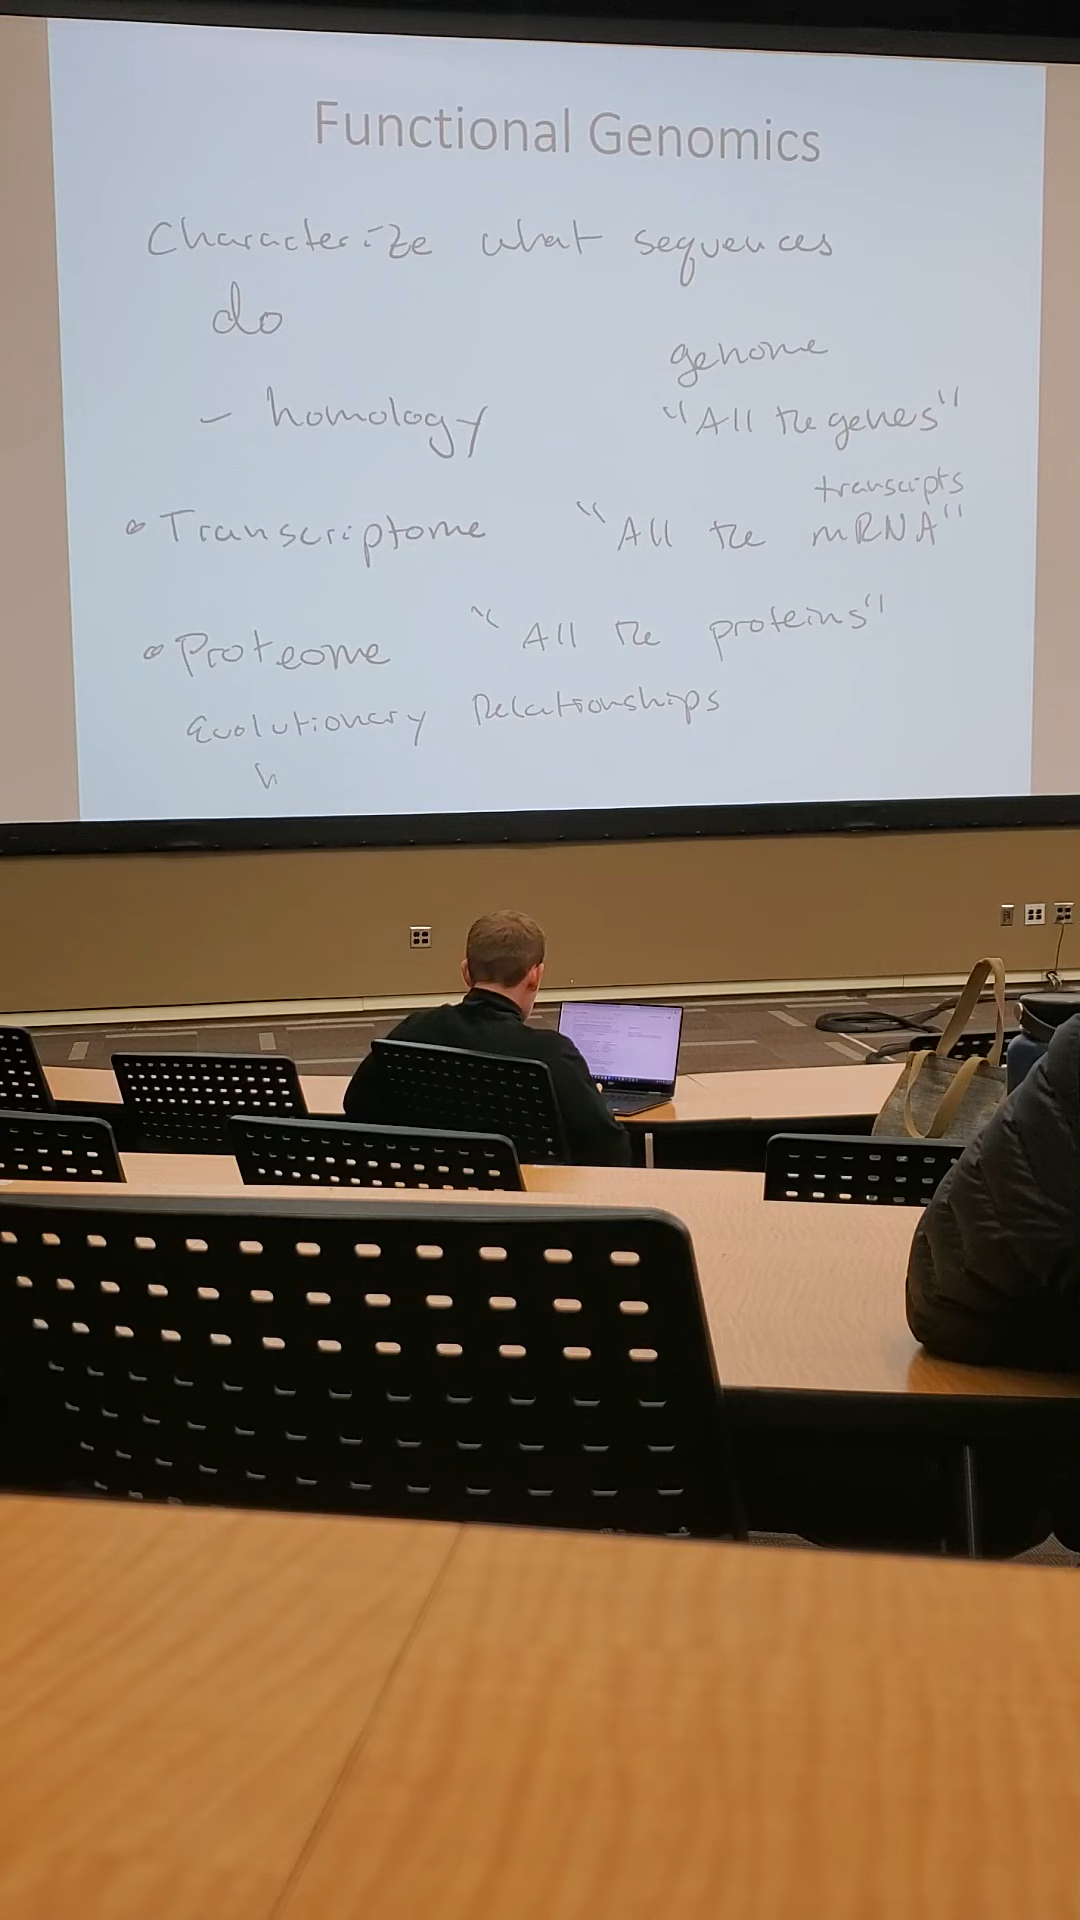 Functional Genomics
Characterize what sequences
do
genome
- homology "All the genes"
transcripts
• Transcriptome "All the mRNA"
• Proteome "All the proteins"
Evolutionary Relationships